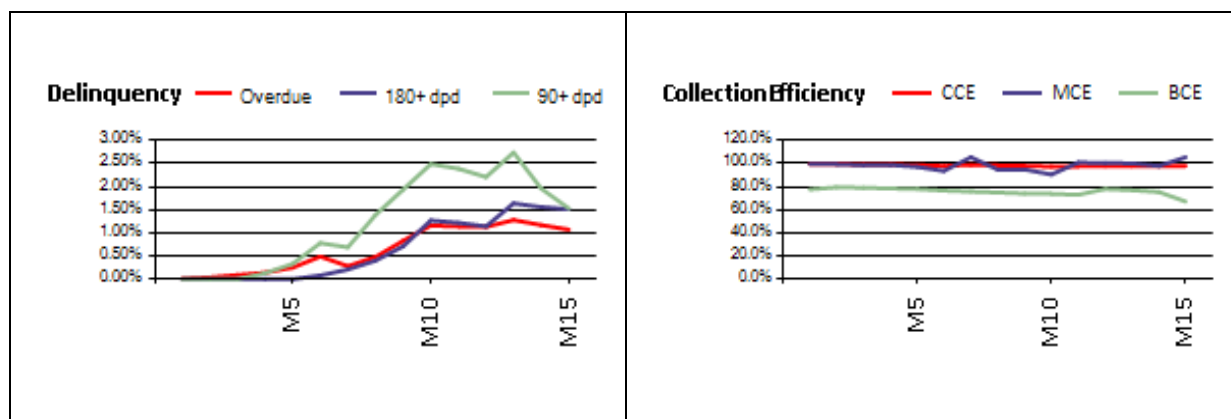 Delinquency Overdue 180+ dpd 90+ dpd
3.00%
2.50%
2.00%
1.50%
1.00%
0.50%
0.00%
M5
M10
M15
Collection Efficiency CCE MCE BCE
120.0%
100.0%
80.0%
60.0%
40.0%
20.0%
0.0%
M5
M10
M15